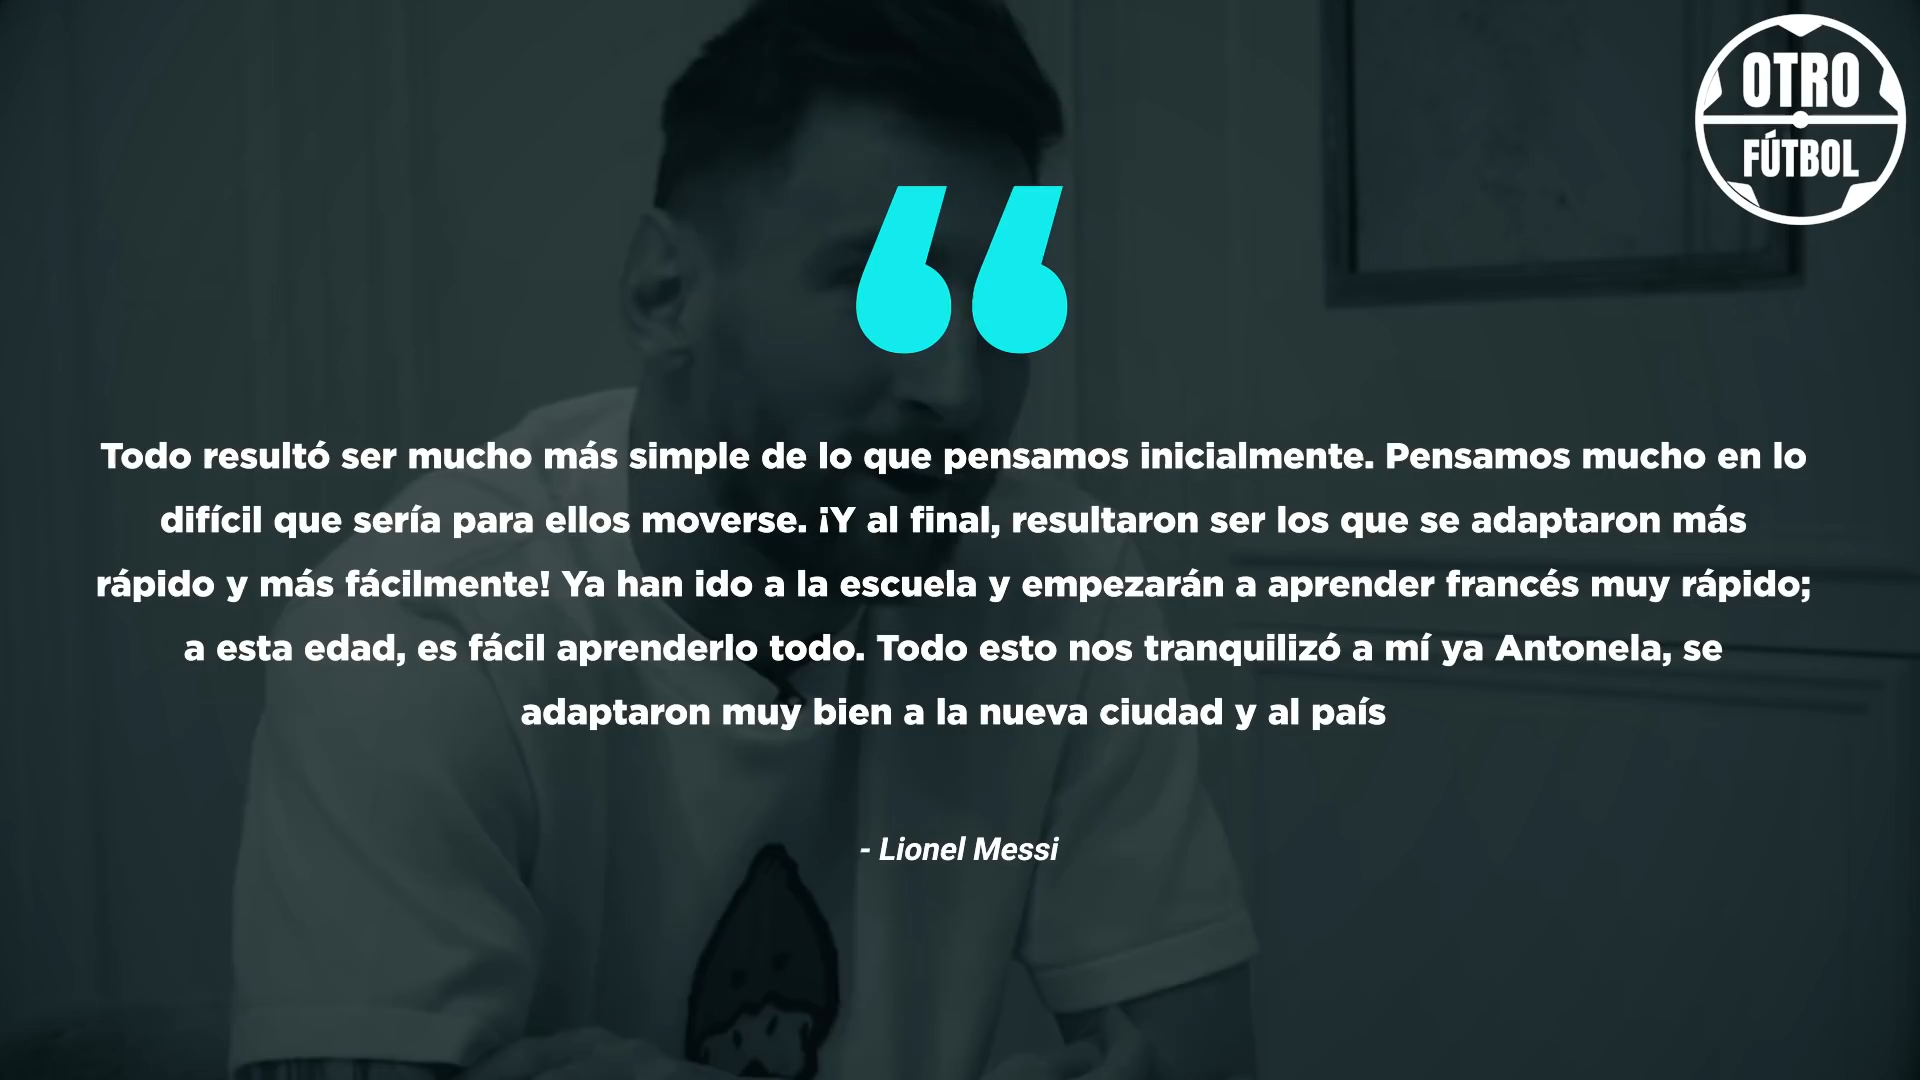 OTRO
FÚTBOL
Todo resultó ser mucho más simple de lo que pensamos inicialmente. Pensamos mucho en lo
difícil que sería para ellos moverse. ¡Y al final, resultaron ser los que se adaptaron más
rápido y más fácilmente! Ya han ido a la escuela y empezarán a aprender francés muy rápido;
a esta edad, es fácil aprenderlo todo. Todo esto nos tranquilizó a mí ya Antonela, se
adaptaron muy bien a la nueva ciudad y al país
- Lionel Messi